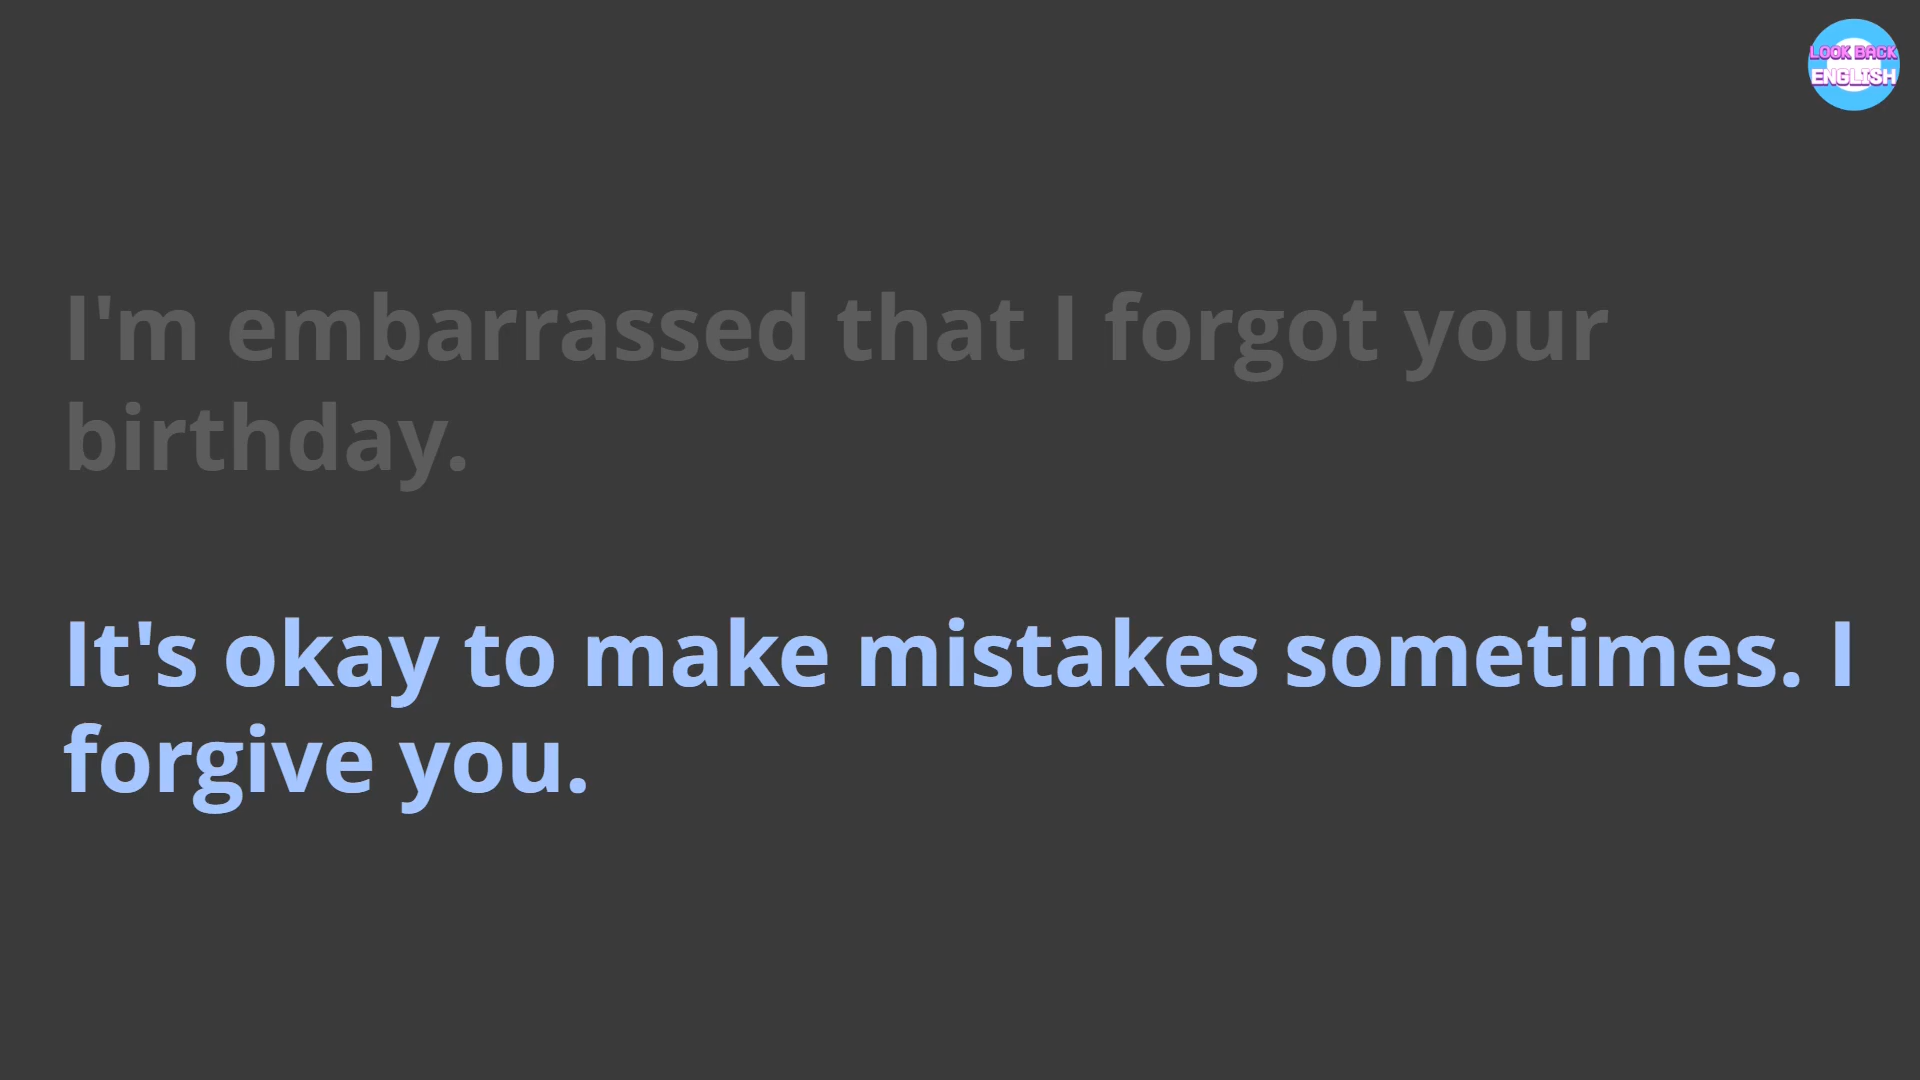 LOOK BACK
ENGLISH
I'm embarrassed that I forgot your
birthday.
It's okay to make mistakes sometimes. I
forgive you.